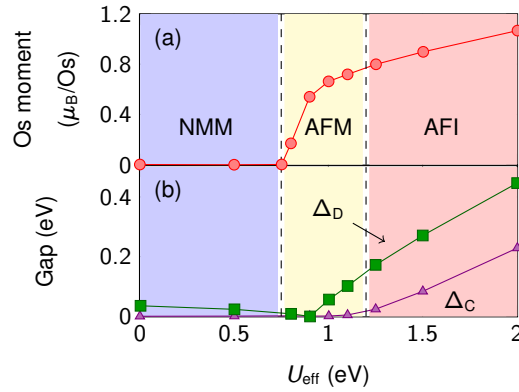 (a)
Os moment
(μB/Os)
1.2
0.8
0.4
0
NMM AFM AFI
(b)
Gap (eV)
0.4
0.2
0
ΔD
ΔC
0 0.5 1 1.5 2
Ueff (eV)